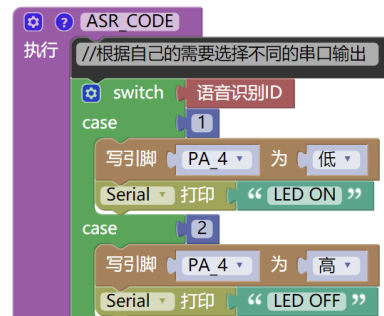 ASR_CODE
执行
//根据自己的需要选择不同的串口输出
switch 语音识别ID
case 1
写引脚 PA_4 为 低
Serial 打印 “ LED ON ”
case 2
写引脚 PA_4 为 高
Serial 打印 “ LED OFF ”